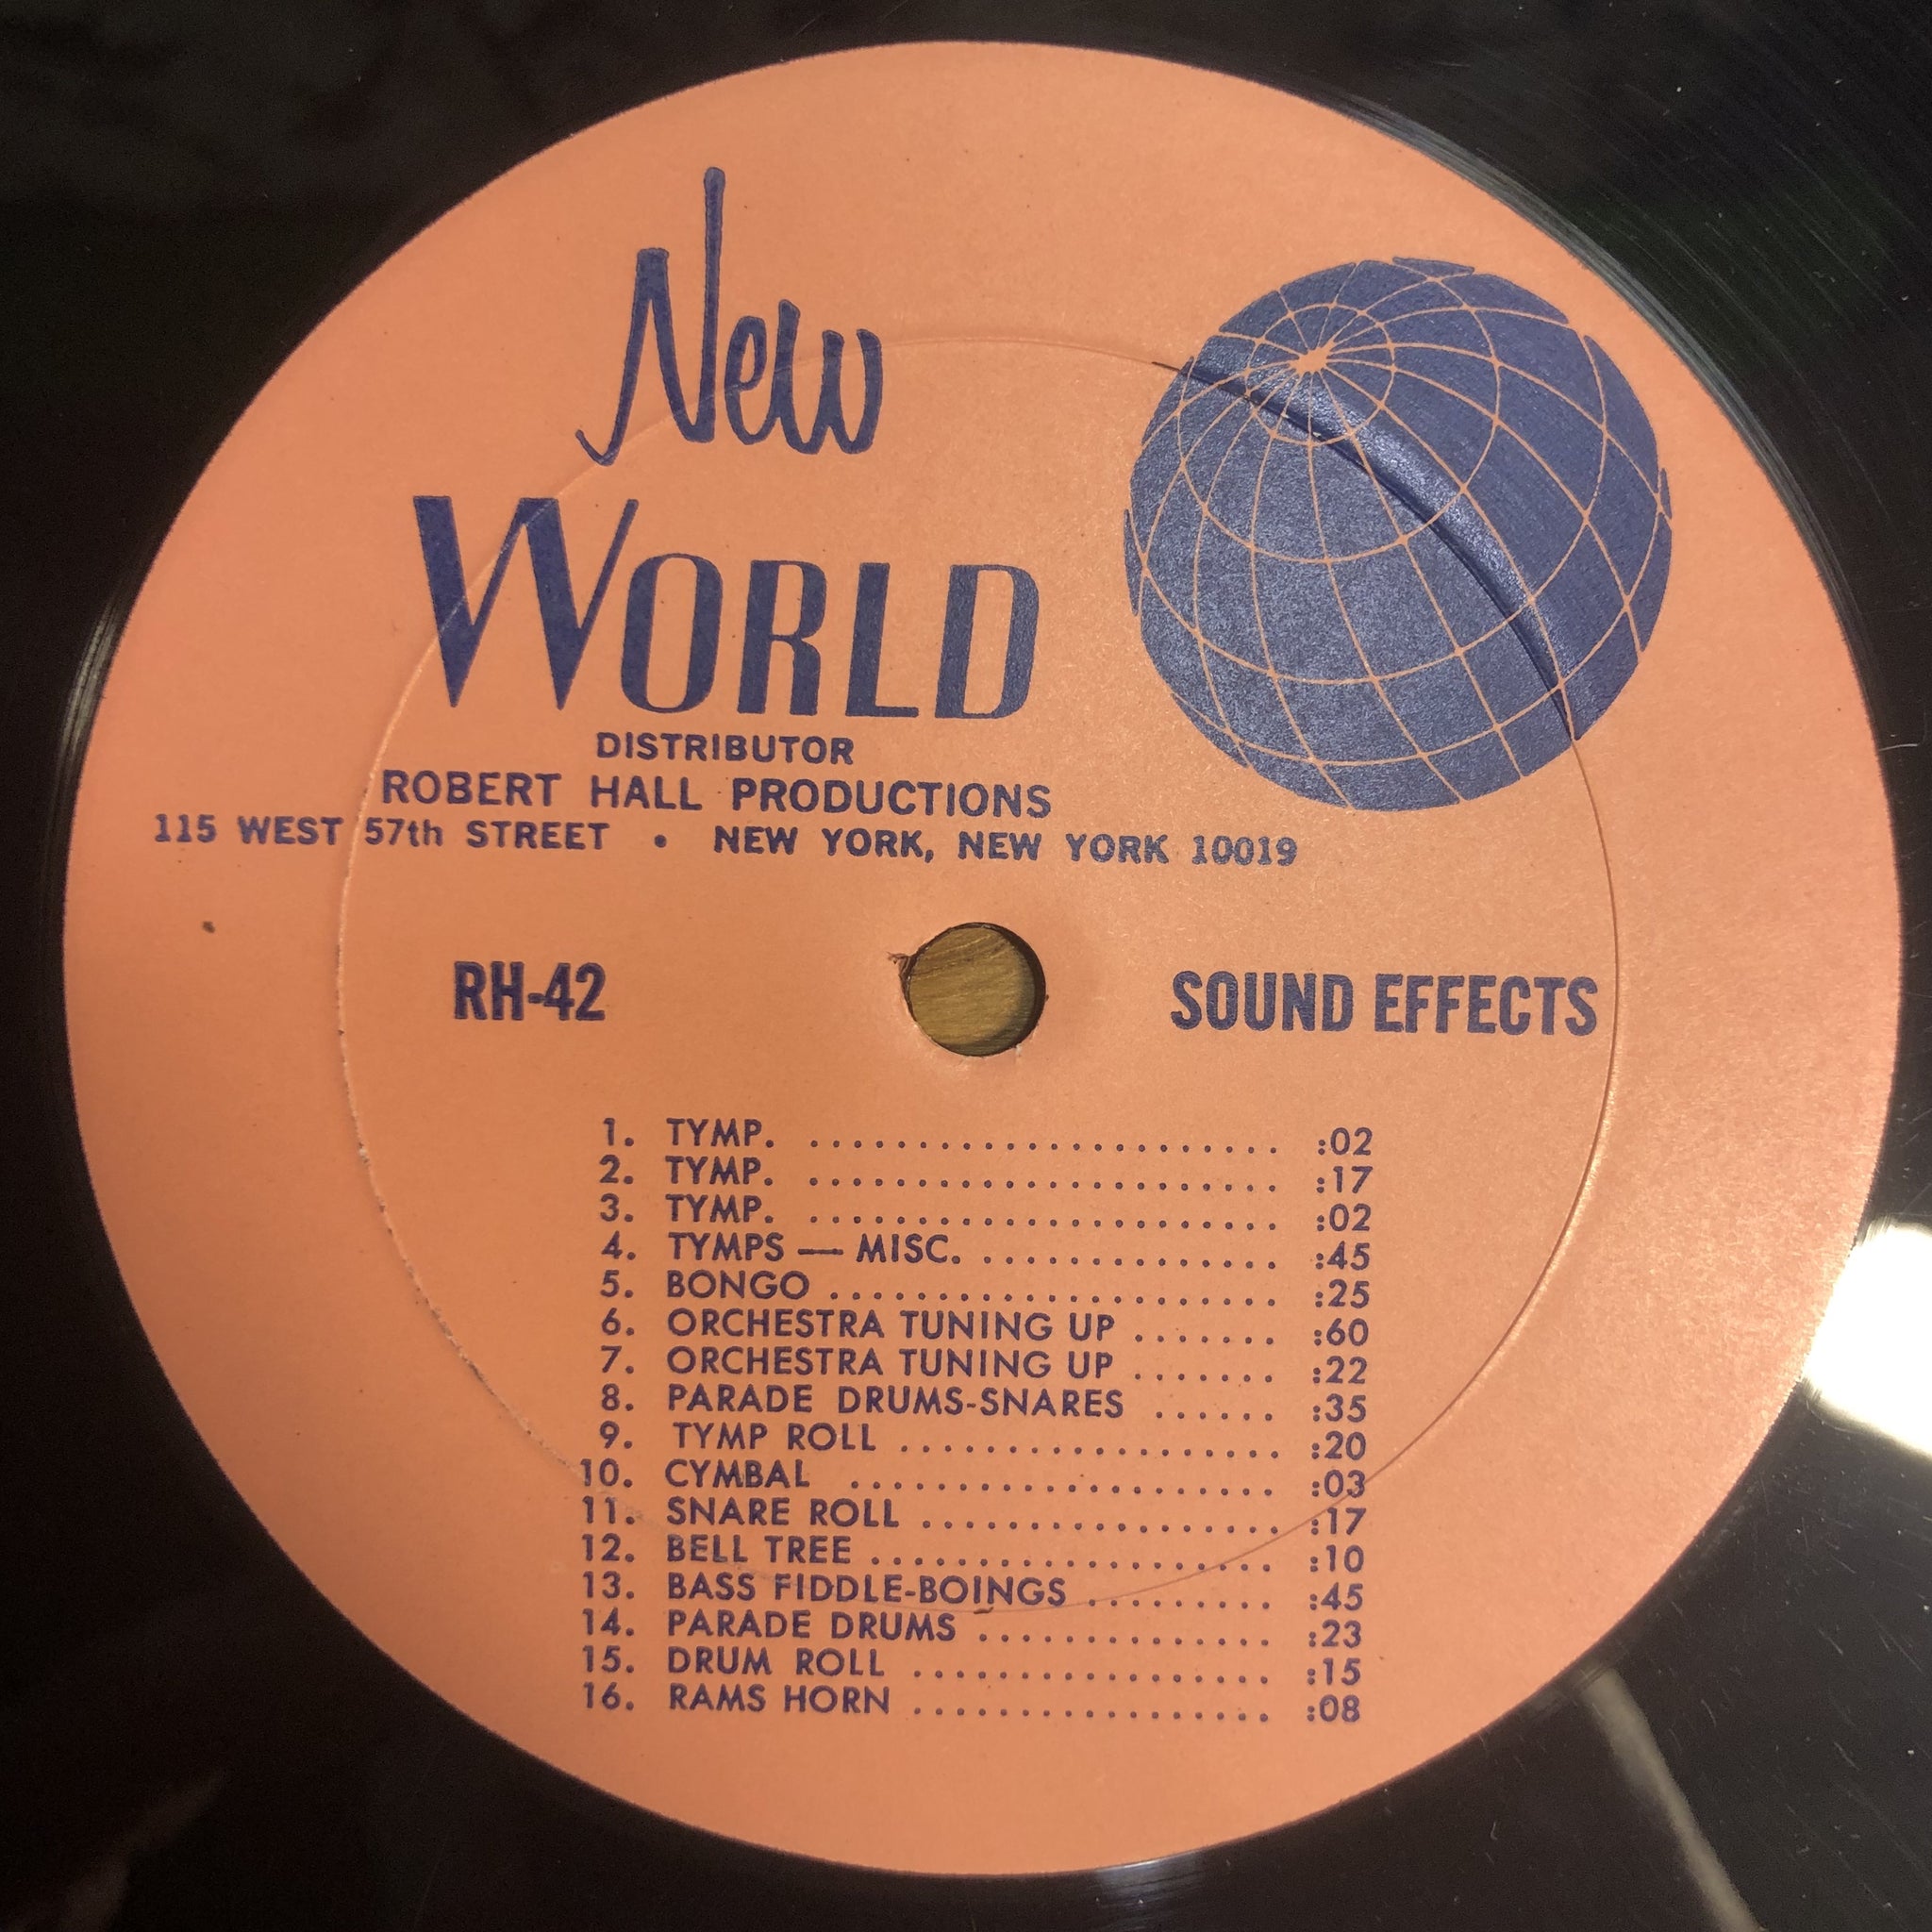 New
WORLD
DISTRIBUTOR
ROBERT HALL PRODUCTIONS
115 WEST 57th STREET • NEW YORK, NEW YORK 10019
RH-42 SOUND EFFECTS
1. TYMP. ........................ :02
2. TYMP. ........................ :17
3. TYMP. ........................ :02
4. TYMPS — MISC. ............... :45
5. BONGO ....................... :25
6. ORCHESTRA TUNING UP ....... :60
7. ORCHESTRA TUNING UP ....... :22
8. PARADE DRUMS-SNARES ...... :35
9. TYMP ROLL ................... :20
10. CYMBAL ..................... :03
11. SNARE ROLL .................. :17
12. BELL TREE .................... :10
13. BASS FIDDLE-BOINGS ......... :45
14. PARADE DRUMS ............... :23
15. DRUM ROLL .................. :15
16. RAMS HORN .................. :08